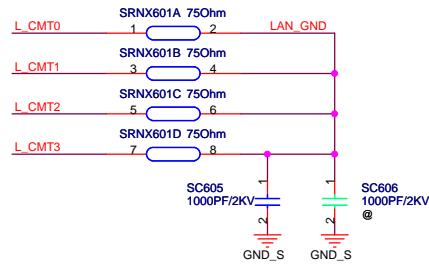 SRNX601A 75Ohm
L_CMT0 1 2 LAN_GND
SRNX601B 75Ohm
L_CMT1 3 4
SRNX601C 75Ohm
L_CMT2 5 6
SRNX601D 75Ohm
L_CMT3 7 8
1 1
SC605 SC606
1000PF/2KV 1000PF/2KV
@
2 2
GND_S GND_S